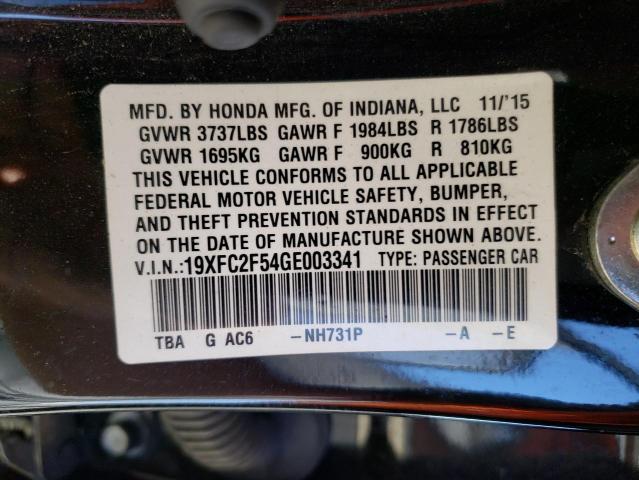 MFD. BY HONDA MFG. OF INDIANA, LLC 11/'15
GVWR 3737LBS GAWR F 1984LBS R 1786LBS
GVWR 1695KG GAWR F 900KG R 810KG
THIS VEHICLE CONFORMS TO ALL APPLICABLE
FEDERAL MOTOR VEHICLE SAFETY, BUMPER,
AND THEFT PREVENTION STANDARDS IN EFFECT
ON THE DATE OF MANUFACTURE SHOWN ABOVE.
V.I.N.:19XFC2F54GE003341 TYPE: PASSENGER CAR
TBA G AC6 –NH731P –A –E